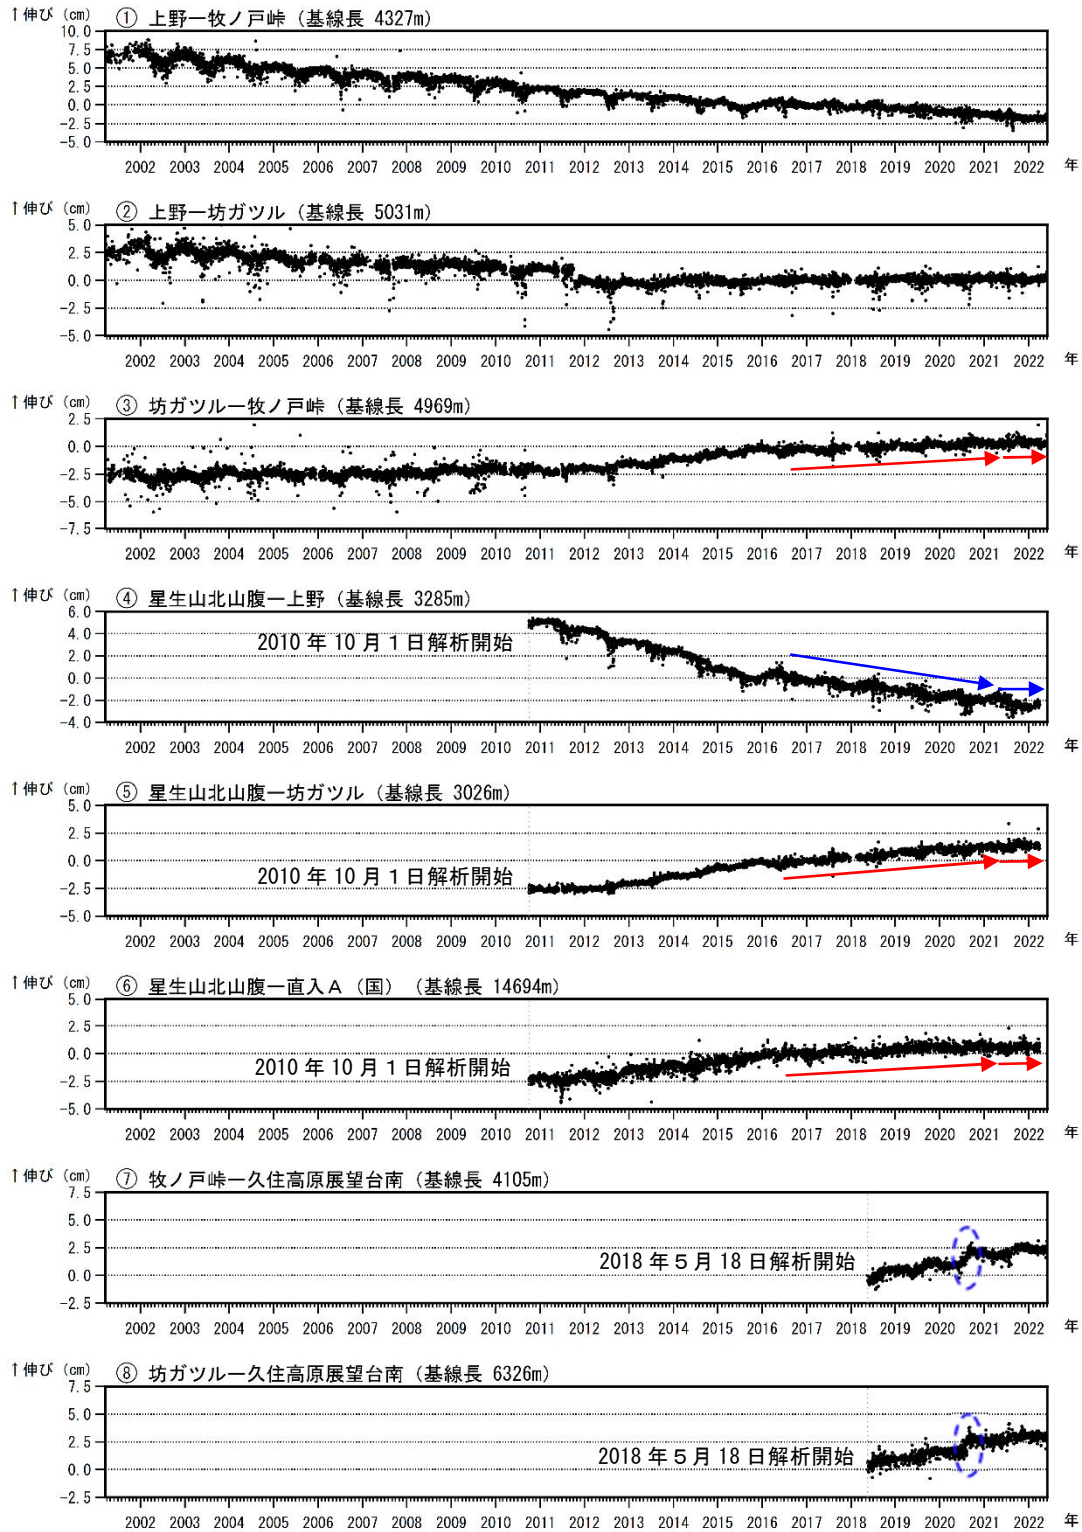 ↑伸び (cm) ① 上野ー牧ノ戸峠 (基線長 4327m)
10.0
7.5
5.0
2.5
0.0
-2.5
-5.0
2002 2003 2004 2005 2006 2007 2008 2009 2010 2011 2012 2013 2014 2015 2016 2017 2018 2019 2020 2021 2022 年
↑伸び (cm) ② 上野ー坊ガツル (基線長 5031m)
5.0
2.5
0.0
-2.5
-5.0
2002 2003 2004 2005 2006 2007 2008 2009 2010 2011 2012 2013 2014 2015 2016 2017 2018 2019 2020 2021 2022 年
↑伸び (cm) ③ 坊ガツルー牧ノ戸峠 (基線長 4969m)
2.5
0.0
-2.5
-5.0
-7.5
2002 2003 2004 2005 2006 2007 2008 2009 2010 2011 2012 2013 2014 2015 2016 2017 2018 2019 2020 2021 2022 年
↑伸び (cm) ④ 星生山北山腹ー上野 (基線長 3285m)
6.0
4.0
2.0
0.0
-2.0
-4.0
2010 年 10 月 1 日解析開始
2002 2003 2004 2005 2006 2007 2008 2009 2010 2011 2012 2013 2014 2015 2016 2017 2018 2019 2020 2021 2022 年
↑伸び (cm) ⑤ 星生山北山腹ー坊ガツル (基線長 3026m)
5.0
2.5
0.0
-2.5
-5.0
2010 年 10 月 1 日解析開始
2002 2003 2004 2005 2006 2007 2008 2009 2010 2011 2012 2013 2014 2015 2016 2017 2018 2019 2020 2021 2022 年
↑伸び (cm) ⑥ 星生山北山腹ー直入A (国) (基線長 14694m)
5.0
2.5
0.0
-2.5
-5.0
2010 年 10 月 1 日解析開始
2002 2003 2004 2005 2006 2007 2008 2009 2010 2011 2012 2013 2014 2015 2016 2017 2018 2019 2020 2021 2022 年
↑伸び (cm) ⑦ 牧ノ戸峠ー久住高原展望台南 (基線長 4105m)
7.5
5.0
2.5
0.0
-2.5
2018 年 5 月 18 日解析開始
2002 2003 2004 2005 2006 2007 2008 2009 2010 2011 2012 2013 2014 2015 2016 2017 2018 2019 2020 2021 2022 年
↑伸び (cm) ⑧ 坊ガツルー久住高原展望台南 (基線長 6326m)
7.5
5.0
2.5
0.0
-2.5
2018 年 5 月 18 日解析開始
2002 2003 2004 2005 2006 2007 2008 2009 2010 2011 2012 2013 2014 2015 2016 2017 2018 2019 2020 2021 2022 年